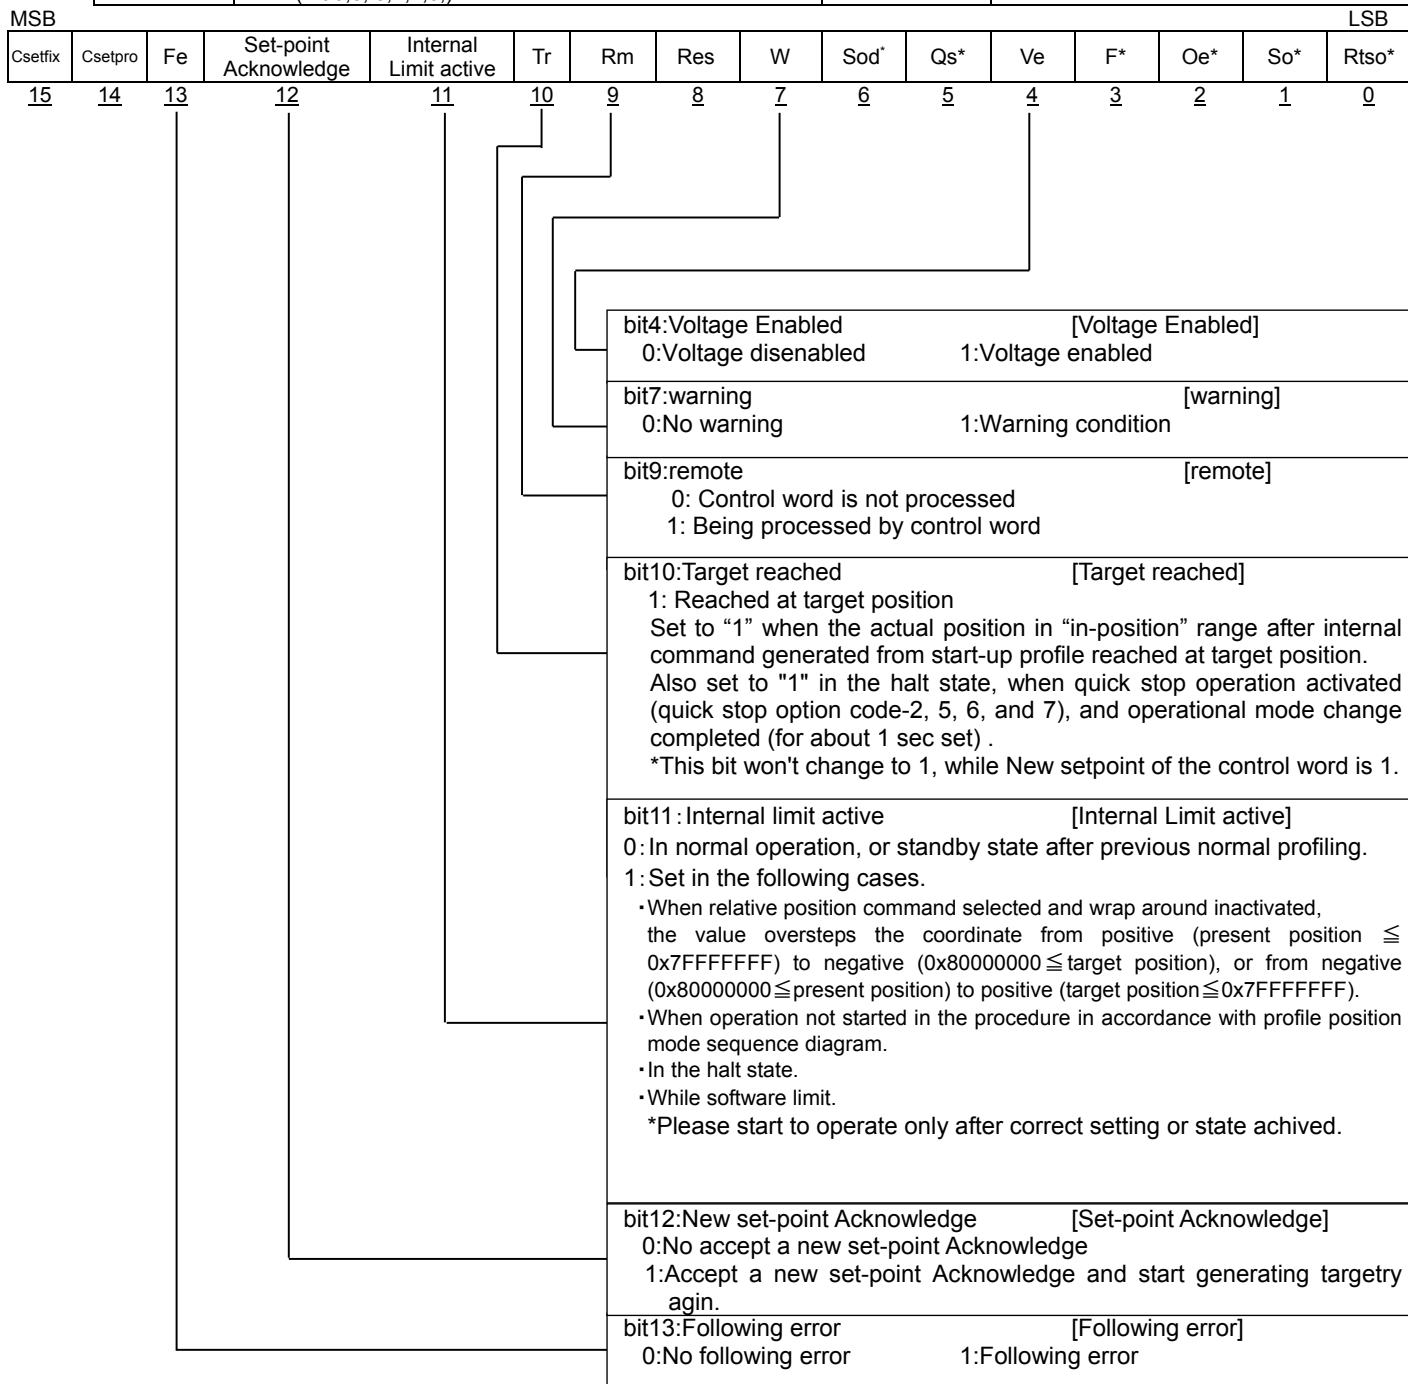 MSB LSB
Csetfix Csetpro Fe Set-point Acknowledge Internal Limit active Tr Rm Res W Sod* Qs* Ve F* Oe* So* Rtso*
15 14 13 12 11 10 9 8 7 6 5 4 3 2 1 0
bit4:Voltage Enabled [Voltage Enabled]
0:Voltage disenabled 1:Voltage enabled
bit7:warning [warning]
0:No warning 1:Warning condition
bit9:remote [remote]
0: Control word is not processed
1: Being processed by control word
bit10:Target reached [Target reached]
1: Reached at target position
Set to “1” when the actual position in “in-position” range after internal
command generated from start-up profile reached at target position.
Also set to "1" in the halt state, when quick stop operation activated
(quick stop option code-2, 5, 6, and 7), and operational mode change
completed (for about 1 sec set) .
*This bit won't change to 1, while New setpoint of the control word is 1.
bit11：Internal limit active [Internal Limit active]
0：In normal operation, or standby state after previous normal profiling.
1：Set in the following cases.
・When relative position command selected and wrap around inactivated,
the value oversteps the coordinate from positive (present position ≦
0x7FFFFFFF) to negative (0x80000000≦target position), or from negative
(0x80000000≦present position) to positive (target position≦0x7FFFFFFF).
・When operation not started in the procedure in accordance with profile position
mode sequence diagram.
・In the halt state.
・While software limit.
*Please start to operate only after correct setting or state achived.
bit12:New set-point Acknowledge [Set-point Acknowledge]
0:No accept a new set-point Acknowledge
1:Accept a new set-point Acknowledge and start generating targetry
agin.
bit13:Following error [Following error]
0:No following error 1:Following error